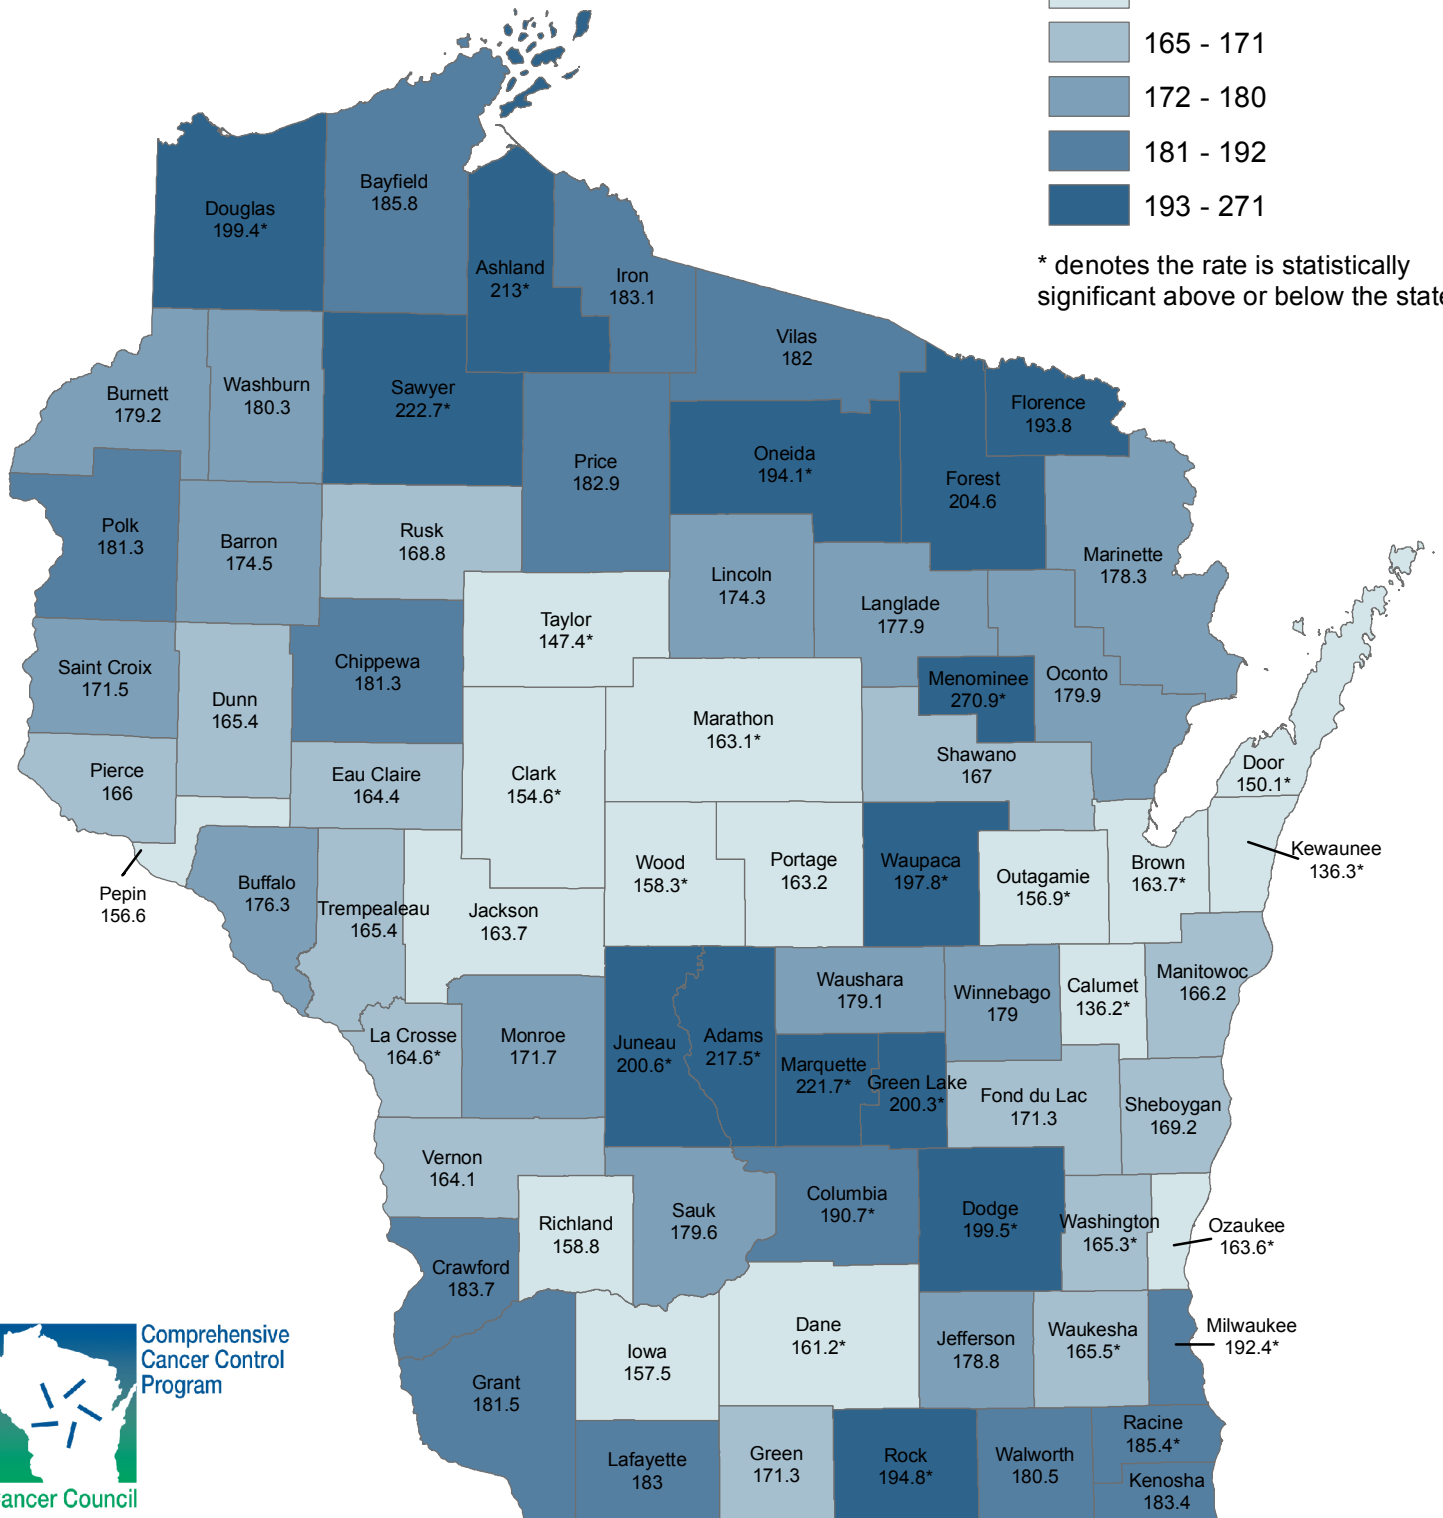 165 - 171
172 - 180
181 - 192
193 - 271
* denotes the rate is statistically
significant above or below the state
Douglas
199.4*
Bayfield
185.8
Ashland
213*
Iron
183.1
Vilas
182
Burnett
179.2
Washburn
180.3
Sawyer
222.7*
Price
182.9
Oneida
194.1*
Forest
204.6
Florence
193.8
Polk
181.3
Barron
174.5
Rusk
168.8
Lincoln
174.3
Langlade
177.9
Marinette
178.3
Taylor
147.4*
Saint Croix
171.5
Dunn
165.4
Chippewa
181.3
Menominee
270.9*
Oconto
179.9
Marathon
163.1*
Clark
154.6*
Shawano
167
Door
150.1*
Pierce
166
Eau Claire
164.4
Pepin
156.6
Buffalo
176.3
Trempealeau
165.4
Jackson
163.7
Wood
158.3*
Portage
163.2
Waupaca
197.8*
Outagamie
156.9*
Brown
163.7*
Kewaunee
136.3*
La Crosse
164.6*
Monroe
171.7
Juneau
200.6*
Adams
217.5*
Waushara
179.1
Winnebago
179
Calumet
136.2*
Manitowoc
166.2
Marquette
221.7*
Green Lake
200.3*
Fond du Lac
171.3
Sheboygan
169.2
Vernon
164.1
Richland
158.8
Sauk
179.6
Columbia
190.7*
Dodge
199.5*
Washington
165.3*
Ozaukee
163.6*
Crawford
183.7
Grant
181.5
Iowa
157.5
Dane
161.2*
Jefferson
178.8
Waukesha
165.5*
Milwaukee
192.4*
Lafayette
183
Green
171.3
Rock
194.8*
Walworth
180.5
Racine
185.4*
Kenosha
183.4
Comprehensive
Cancer Control
Program
Cancer Council